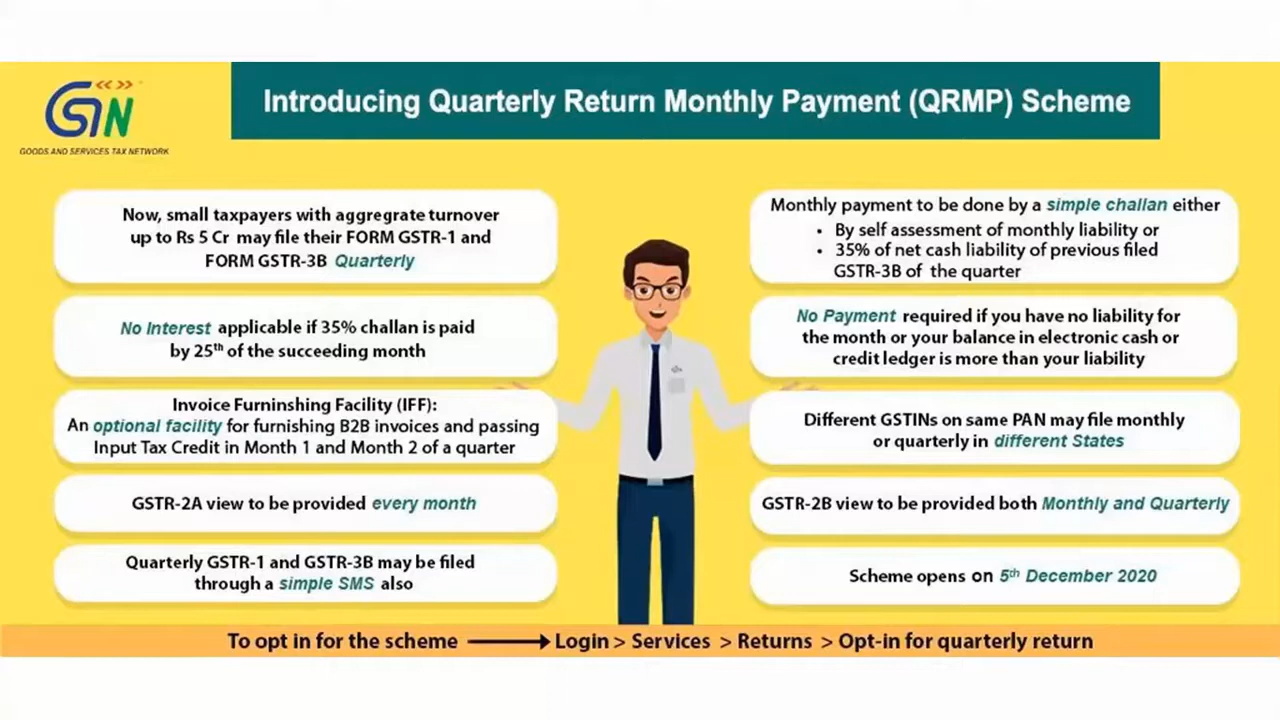 GSTN
GOODS AND SERVICES TAX NETWORK
Introducing Quarterly Return Monthly Payment (QRMP) Scheme
Now, small taxpayers with aggregrate turnover
up to Rs 5 Cr may file their FORM GSTR-1 and
FORM GSTR-3B Quarterly
No Interest applicable if 35% challan is paid
by 25th of the succeeding month
Invoice Furninshing Facility (IFF):
An optional facility for furnishing B2B invoices and passing
Input Tax Credit in Month 1 and Month 2 of a quarter
GSTR-2A view to be provided every month
Quarterly GSTR-1 and GSTR-3B may be filed
through a simple SMS also
Monthly payment to be done by a simple challan either
• By self assessment of monthly liability or
• 35% of net cash liability of previous filed
GSTR-3B of the quarter
No Payment required if you have no liability for
the month or your balance in electronic cash or
credit ledger is more than your liability
Different GSTINs on same PAN may file monthly
or quarterly in different States
GSTR-2B view to be provided both Monthly and Quarterly
Scheme opens on 5th December 2020
To opt in for the scheme → Login > Services > Returns > Opt-in for quarterly return